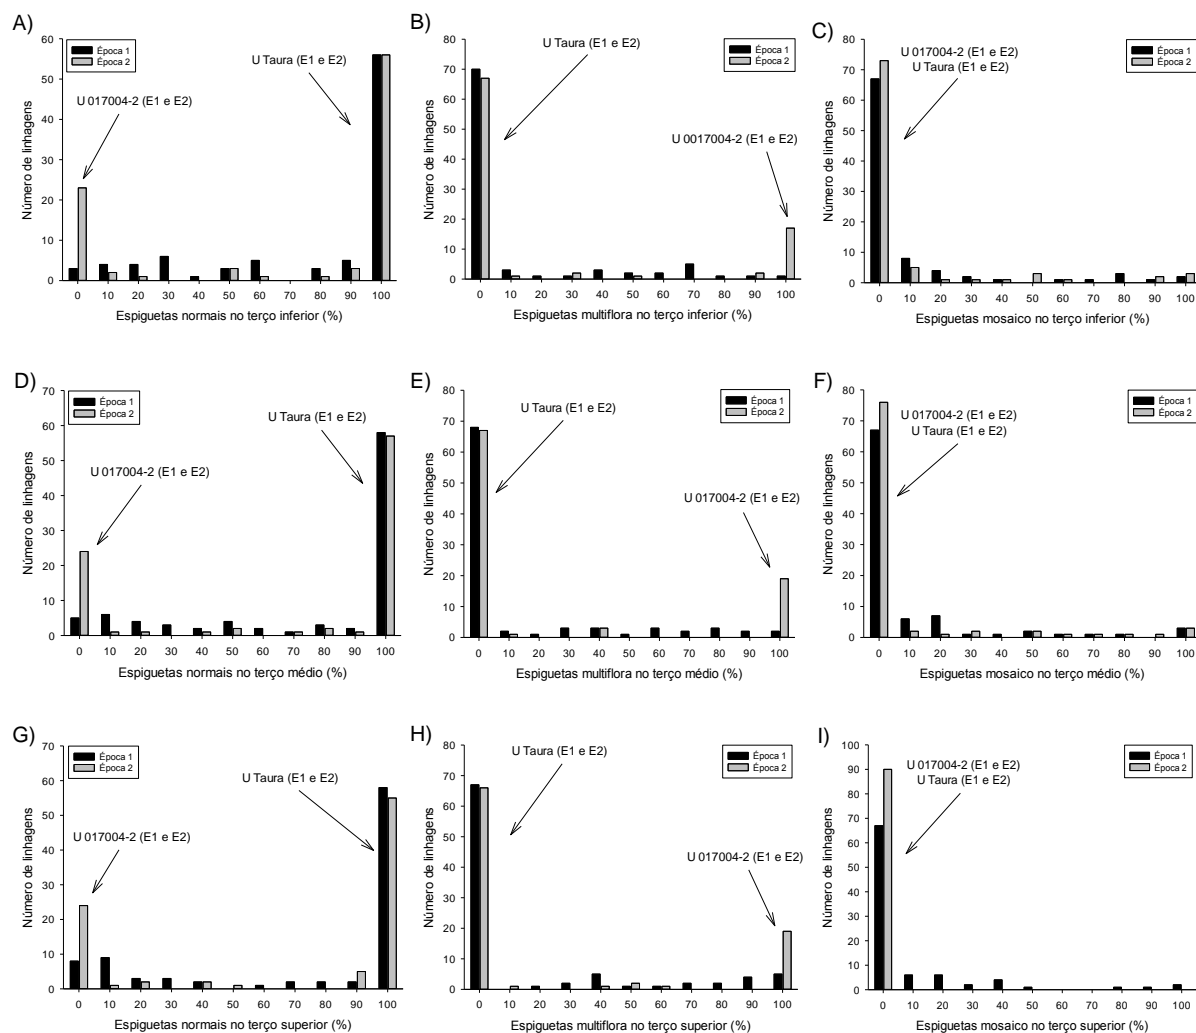 A)
Época 1
Época 2
U 017004-2 (E1 e E2)
U Taura (E1 e E2)
Número de linhagens
60
50
40
30
20
10
0
0 10 20 30 40 50 60 70 80 90 100
Espiguetas normais no terço inferior (%)
B)
Época 1
Época 2
U Taura (E1 e E2)
U 0017004-2 (E1 e E2)
Número de linhagens
80
70
60
50
40
30
20
10
0
0 10 20 30 40 50 60 70 80 90 100
Espiguetas multiflora no terço inferior (%)
C)
Época 1
Época 2
U 017004-2 (E1 e E2)
U Taura (E1 e E2)
Número de linhagens
80
70
60
50
40
30
20
10
0
0 10 20 30 40 50 60 70 80 90 100
Espiguetas mosaico no terço inferior (%)
D)
Época 1
Época 2
U Taura (E1 e E2)
U 017004-2 (E1 e E2)
Número de linhagens
70
60
50
40
30
20
10
0
0 10 20 30 40 50 60 70 80 90 100
Espiguetas normais no terço médio (%)
E)
Época 1
Época 2
U Taura (E1 e E2)
U 017004-2 (E1 e E2)
Número de linhagens
80
70
60
50
40
30
20
10
0
0 10 20 30 40 50 60 70 80 90 100
Espiguetas multiflora no terço médio (%)
F)
Época 1
Época 2
U 017004-2 (E1 e E2)
U Taura (E1 e E2)
Número de linhagens
80
70
60
50
40
30
20
10
0
0 10 20 30 40 50 60 70 80 90 100
Espiguetas mosaico no terço médio (%)
G)
Época 1
Época 2
U Taura (E1 e E2)
U 017004-2 (E1 e E2)
Número de linhagens
70
60
50
40
30
20
10
0
0 10 20 30 40 50 60 70 80 90 100
Espiguetas normais no terço superior (%)
H)
Época 1
Época 2
U Taura (E1 e E2)
U 017004-2 (E1 e E2)
Número de linhagens
80
70
60
50
40
30
20
10
0
0 10 20 30 40 50 60 70 80 90 100
Espiguetas multiflora no terço superior (%)
I)
Época 1
Época 2
U 017004-2 (E1 e E2)
U Taura (E1 e E2)
Número de linhagens
100
90
80
70
60
50
40
30
20
10
0
0 10 20 30 40 50 60 70 80 90 100
Espiguetas mosaico no terço superior (%)